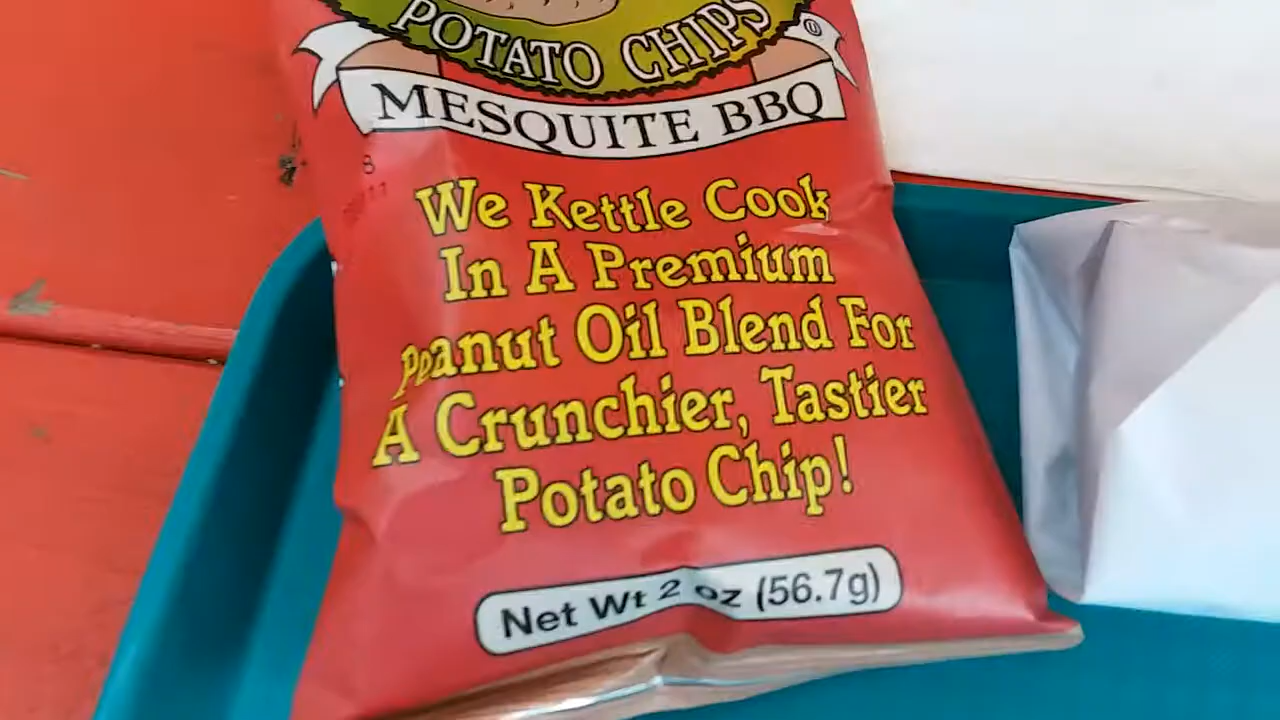 POTATO CHIPS
MESQUITE BBQ
We Kettle Cook
In A Premium
Peanut Oil Blend For
A Crunchier, Tastier
Potato Chip!
Net Wt 2 oz (56.7g)